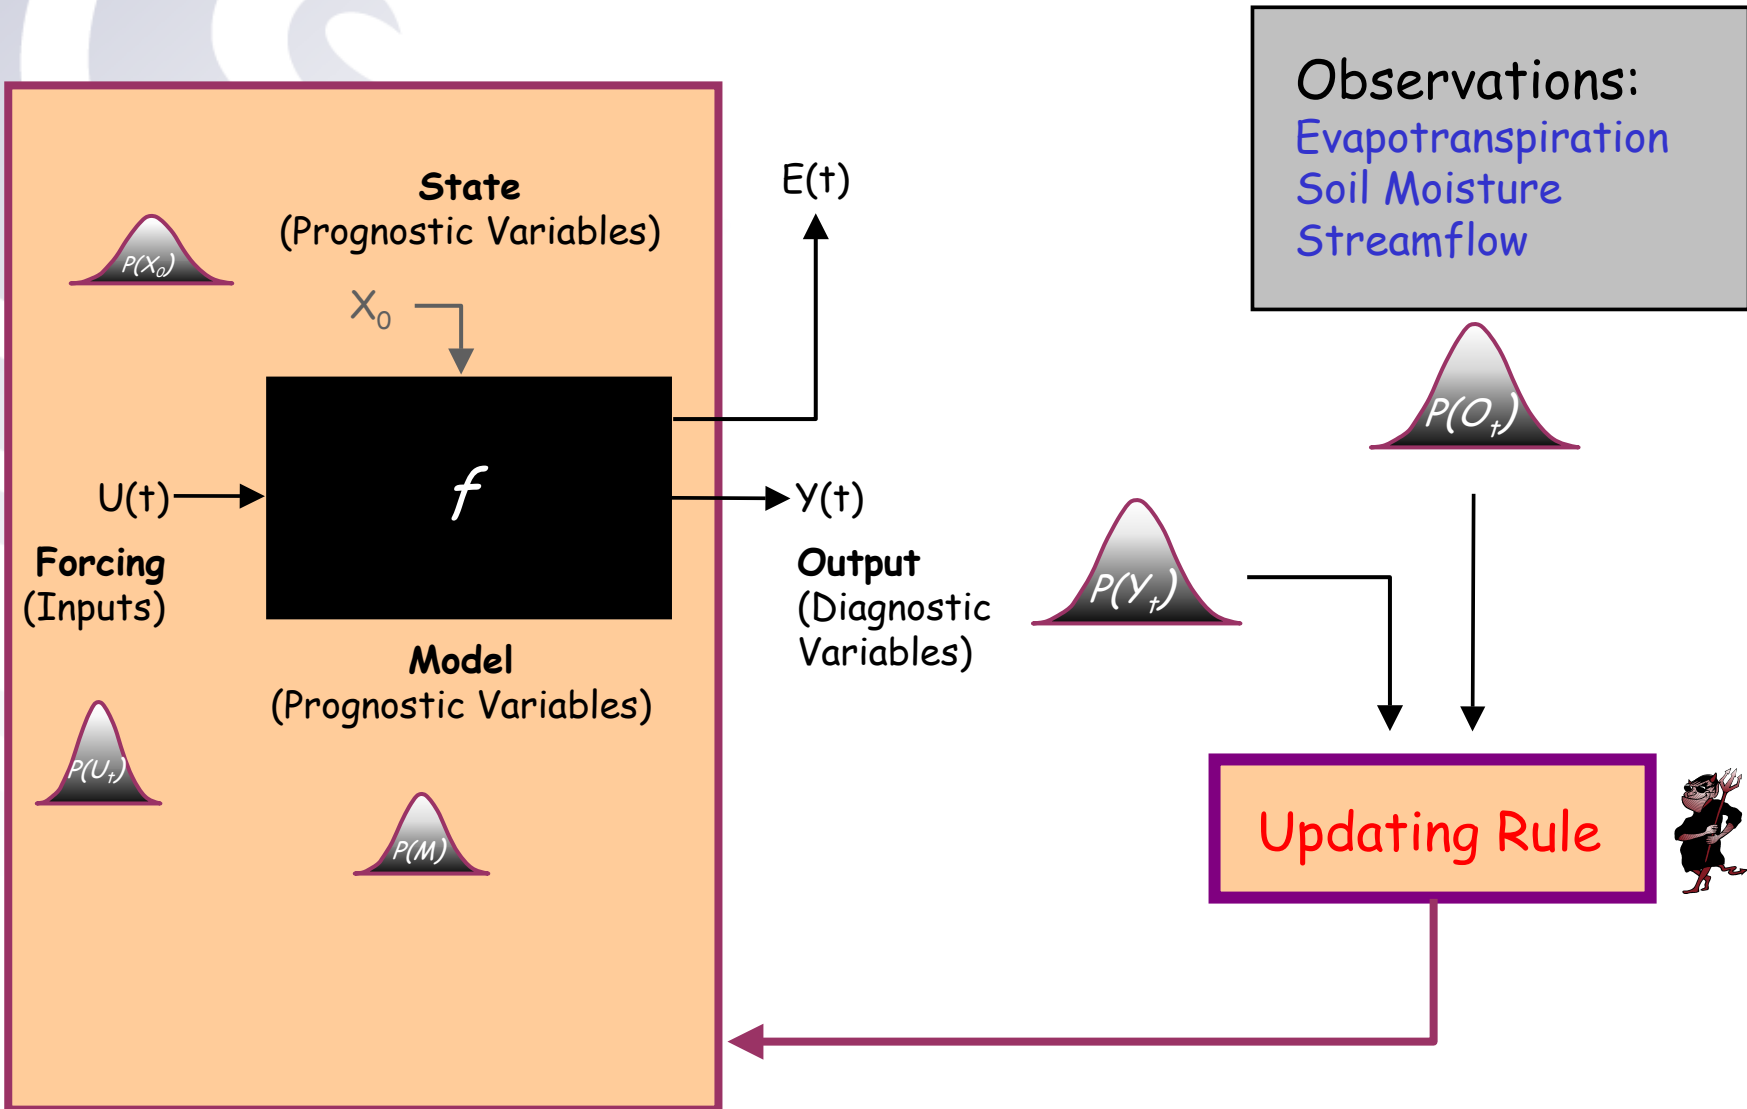 Observations:
Evapotranspiration
Soil Moisture
Streamflow
State
(Prognostic Variables)
E(t)
P(X₀)
X₀
P(Oₜ)
U(t)
f
Y(t)
Forcing
(Inputs)
Output
(Diagnostic
Variables)
P(Yₜ)
Model
(Prognostic Variables)
P(Uₜ)
P(M)
Updating Rule